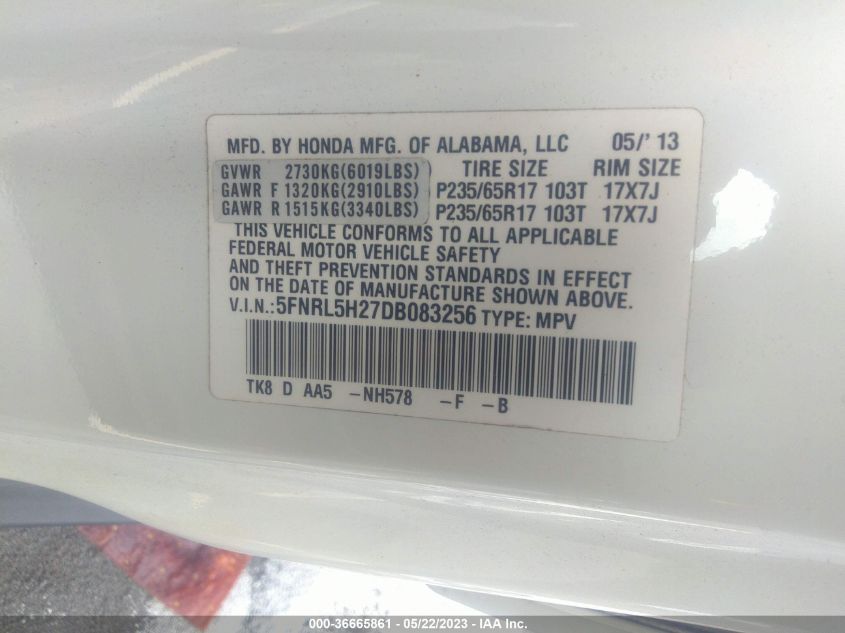 MFD. BY HONDA MFG. OF ALABAMA, LLC 05/' 13
GVWR 2730KG(6019LBS) TIRE SIZE RIM SIZE
GAWR F 1320KG(2910LBS) P235/65R17 103T 17X7J
GAWR R 1515KG(3340LBS) P235/65R17 103T 17X7J
THIS VEHICLE CONFORMS TO ALL APPLICABLE
FEDERAL MOTOR VEHICLE SAFETY
AND THEFT PREVENTION STANDARDS IN EFFECT
ON THE DATE OF MANUFACTURE SHOWN ABOVE.
V.I.N.:5FNRL5H27DB083256 TYPE: MPV
TK8 D AA5 -NH578 -F -B
000-36665861 - 05/22/2023 - IAA Inc.